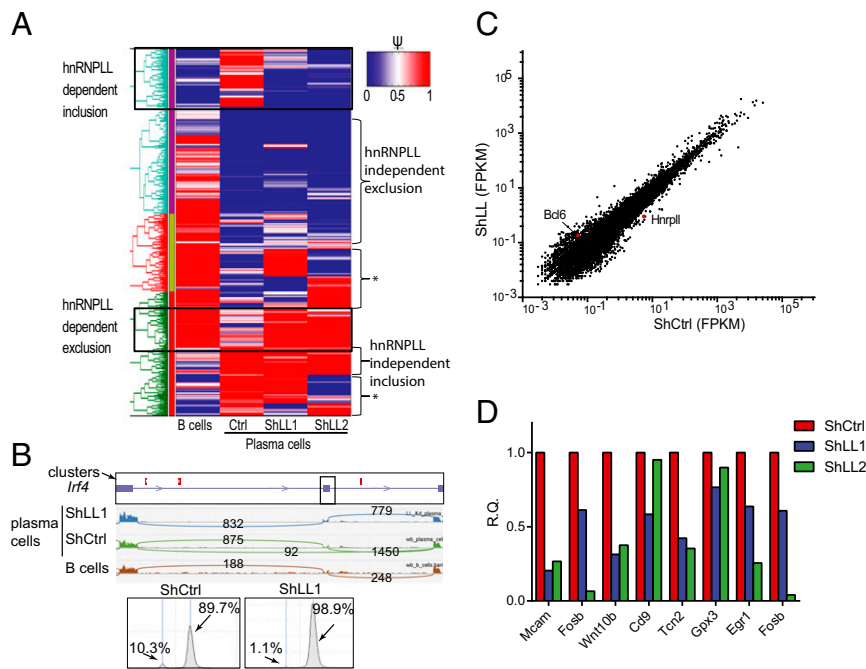 A
hnRNPLL
dependent
inclusion
ψ
0 0.5 1
hnRNPLL
independent
exclusion
*
hnRNPLL
dependent
exclusion
hnRNPLL
independent
inclusion
*
B cells Ctrl ShLL1 ShLL2
Plasma cells
B
clusters
Irf4
plasma
cells
ShLL1
832
779
ShCtrl
875
92
1450
B cells
188
248
ShCtrl
89.7%
10.3%
ShLL1
98.9%
1.1%
C
ShLL (FPKM)
10^5
10^3
10^1
10^-1
10^-3
Bcl6
Hnrpll
10^-3 10^-1 10^1 10^3 10^5
ShCtrl (FPKM)
D
R.Q.
1.0
0.5
0.0
Mcam Fosb Wnt10b Cd9 Tcn2 Gpx3 Egr1 Fosb
ShCtrl
ShLL1
ShLL2